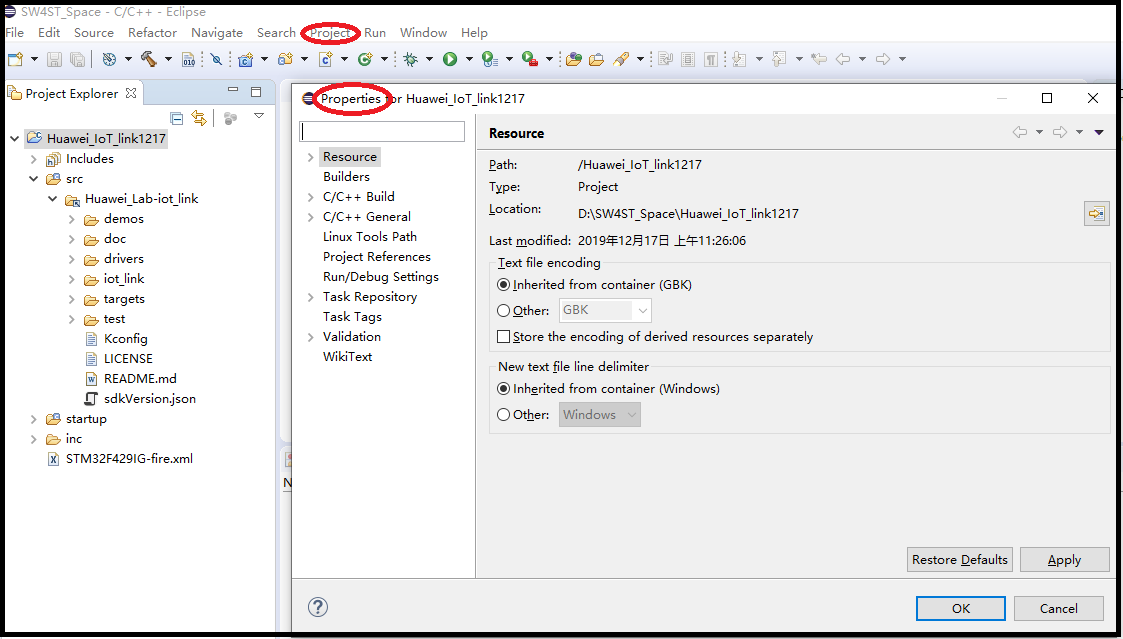 SW4ST_Space - C/C++ - Eclipse
File Edit Source Refactor Navigate Search Project Run Window Help
010
Project Explorer
Huawei_IoT_link1217
Includes
src
Huawei_Lab-iot_link
demos
doc
drivers
iot_link
targets
test
Kconfig
LICENSE
README.md
sdkVersion.json
startup
inc
STM32F429IG-fire.xml
Properties for Huawei_IoT_link1217
Resource
Builders
C/C++ Build
C/C++ General
Linux Tools Path
Project References
Run/Debug Settings
Task Repository
Task Tags
Validation
WikiText
Resource
Path: /Huawei_IoT_link1217
Type: Project
Location: D:\SW4ST_Space\Huawei_IoT_link1217
Last modified: 2019年12月17日 上午11:26:06
Text file encoding
Inherited from container (GBK)
Other: GBK
Store the encoding of derived resources separately
New text file line delimiter
Inherited from container (Windows)
Other: Windows
Restore Defaults Apply
OK Cancel